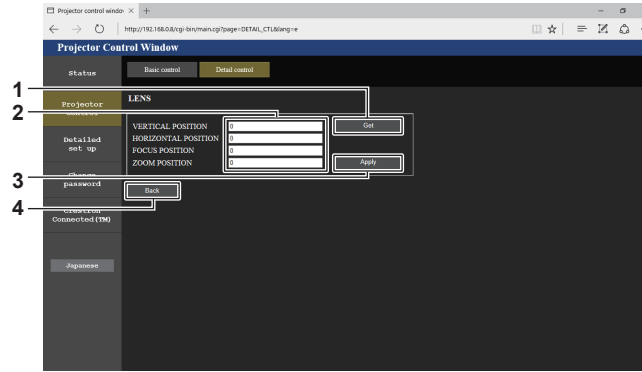 Projector control windo
http://192.168.0.8/cgi-bin/main.cgi?page=DETAIL_CTL&lang=e
Projector Control Window
Status
Basic control
Detail control
1
2
Projector
control
LENS
VERTICAL POSITION
0
Get
HORIZONTAL POSITION
0
FOCUS POSITION
0
ZOOM POSITION
0
Apply
Detailed
set up
3
Change
password
Back
4
Crestron
Connected(TM)
Japanese